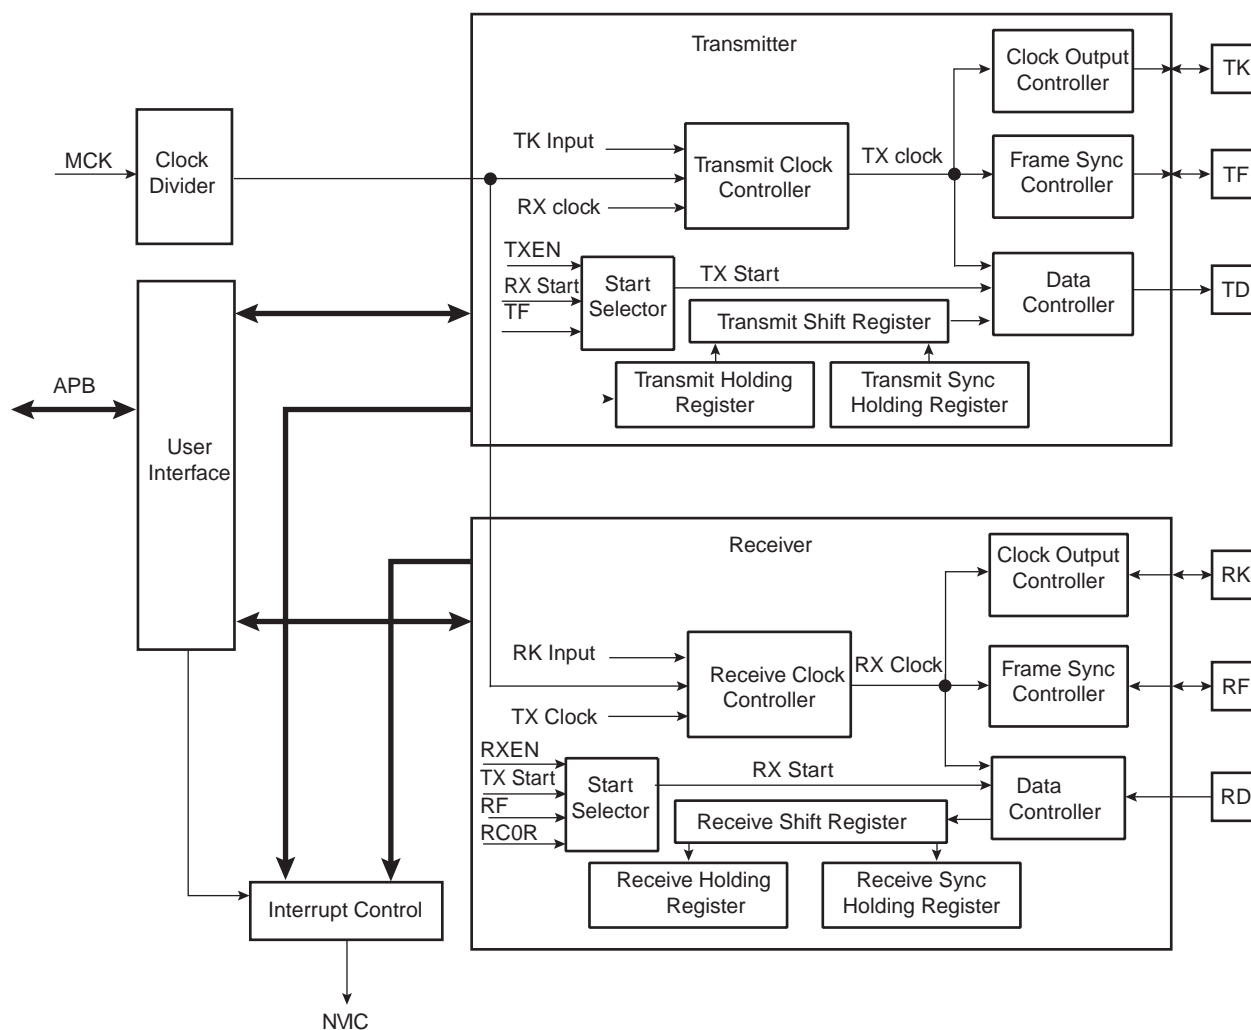 Transmitter
Clock Output
Controller
TK
MCK
Clock
Divider
TK Input
Transmit Clock
Controller
TX clock
Frame Sync
Controller
TF
RX clock
TXEN
RX Start
TF
Start
Selector
TX Start
Data
Controller
TD
Transmit Shift Register
Transmit Holding
Register
Transmit Sync
Holding Register
APB
User
Interface
Receiver
Clock Output
Controller
RK
RK Input
Receive Clock
Controller
RX Clock
Frame Sync
Controller
RF
TX Clock
RXEN
TX Start
RF
RC0R
Start
Selector
RX Start
Data
Controller
RD
Receive Shift Register
Receive Holding
Register
Receive Sync
Holding Register
Interrupt Control
NVIC